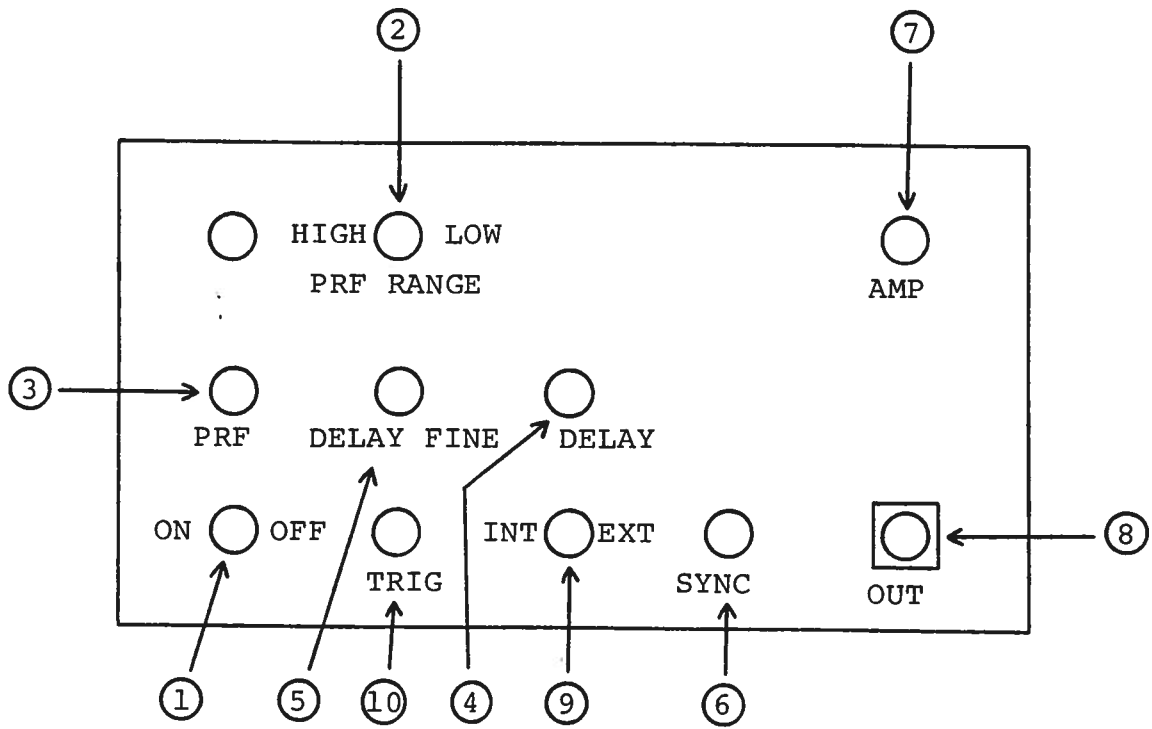 2 7
HIGH LOW
PRF RANGE
AMP
3
PRF DELAY FINE DELAY
ON OFF INT EXT
8
TRIG SYNC OUT
1 5 10 4 9 6